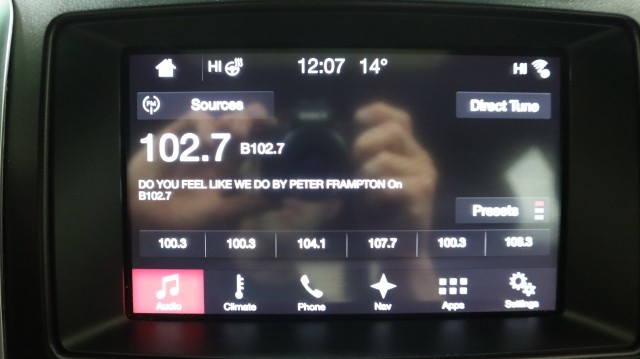 HI 12:07 14° HI
FM Sources Direct Tune
102.7 B102.7
DO YOU FEEL LIKE WE DO BY PETER FRAMPTON On
B102.7
Presets
100.3 100.3 104.1 107.7 100.3 108.3
Audio Climate Phone Nav Apps Settings